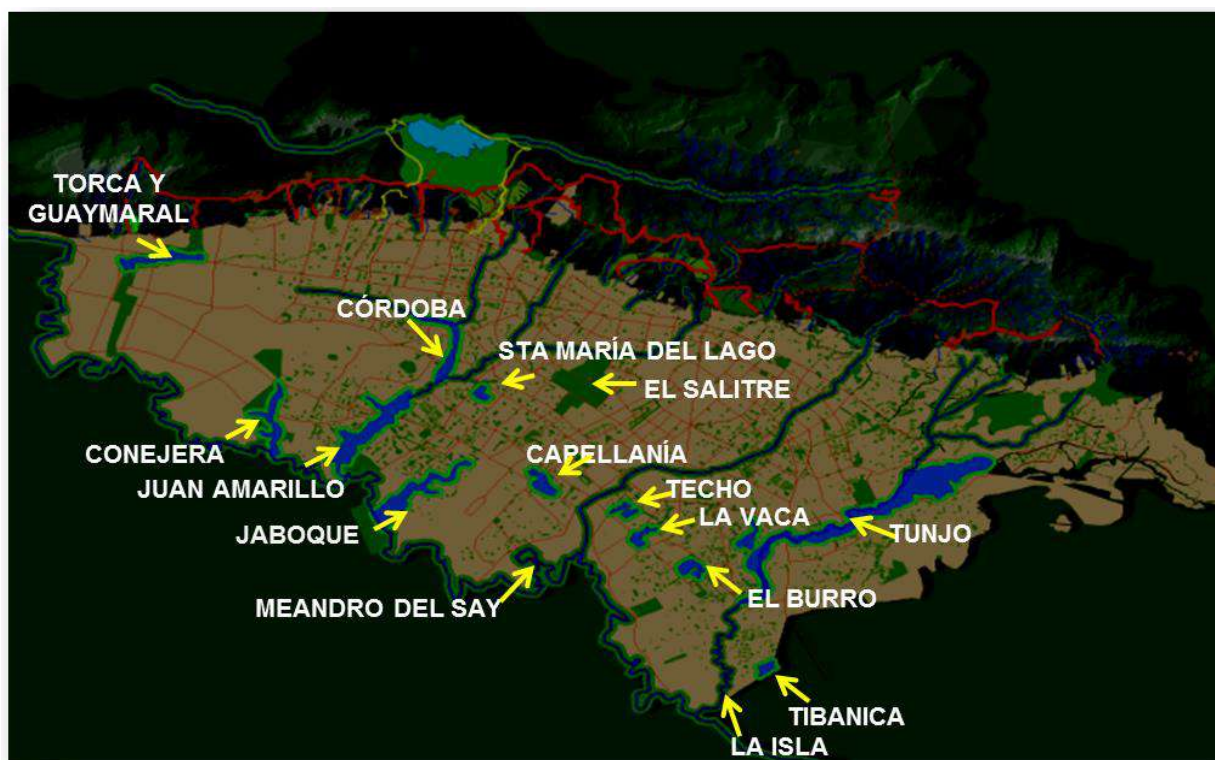 TORCA Y
GUAYMARAL
CÓRDOBA
STA MARÍA DEL LAGO
EL SALITRE
CONEJERA
CAPELLANÍA
JUAN AMARILLO
TECHO
LA VACA
JABOQUE
TUNJO
MEANDRO DEL SAY
EL BURRO
TIBANICA
LA ISLA